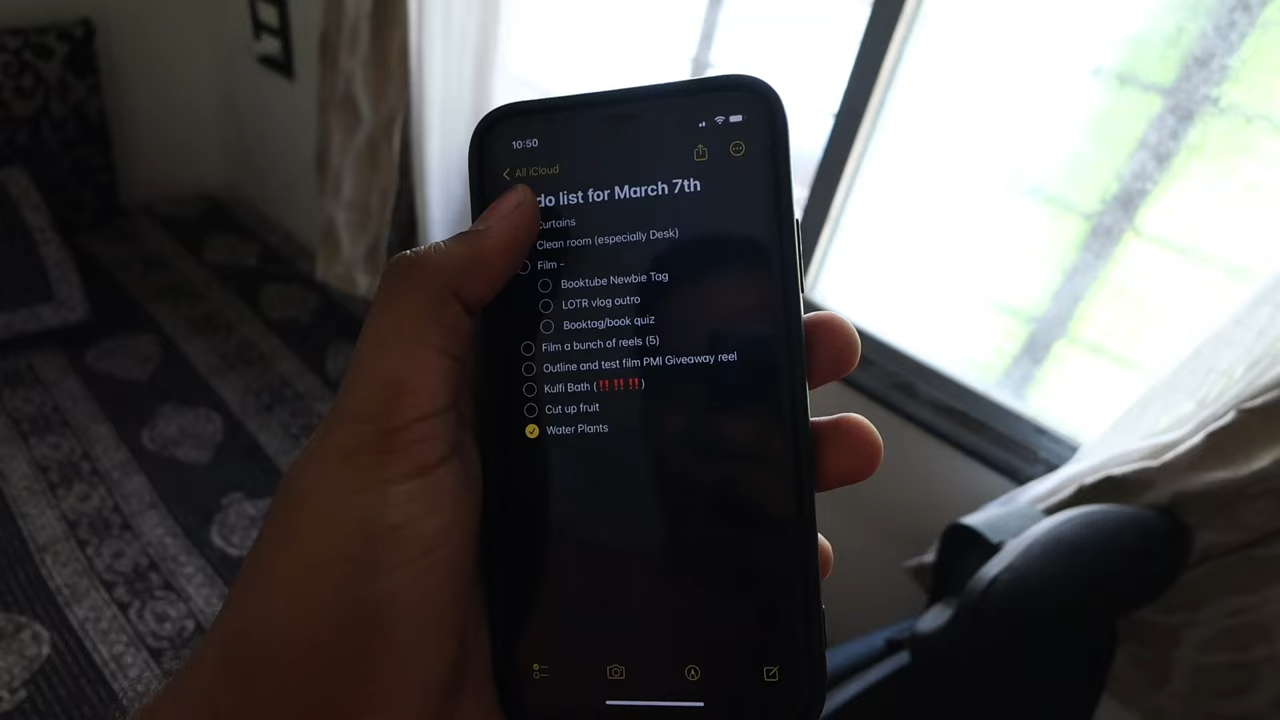 10:50
All iCloud
do list for March 7th
Curtains
Clean room (especially Desk)
Film -
Booktube Newbie Tag
LOTR vlog outro
Booktag/book quiz
Film a bunch of reels (5)
Outline and test film PMI Giveaway reel
Kulfi Bath (‼️‼️‼️)
Cut up fruit
Water Plants